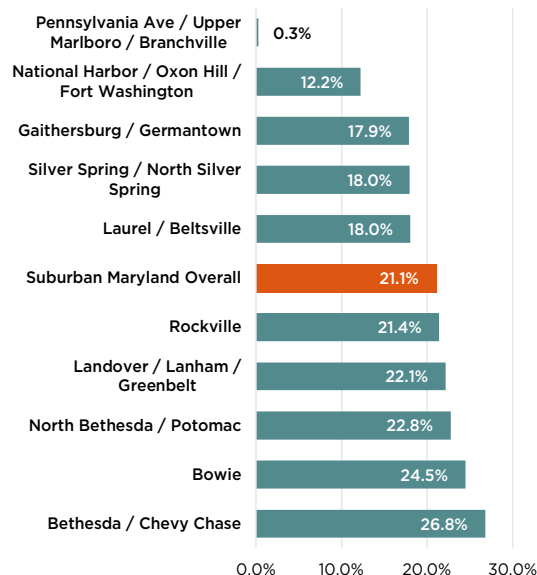 Pennsylvania Ave / Upper
Marlboro / Branchville
0.3%
National Harbor / Oxon Hill /
Fort Washington
12.2%
Gaithersburg / Germantown
17.9%
Silver Spring / North Silver
Spring
18.0%
Laurel / Beltsville
18.0%
Suburban Maryland Overall
21.1%
Rockville
21.4%
Landover / Lanham /
Greenbelt
22.1%
North Bethesda / Potomac
22.8%
Bowie
24.5%
Bethesda / Chevy Chase
26.8%
0.0% 10.0% 20.0% 30.0%